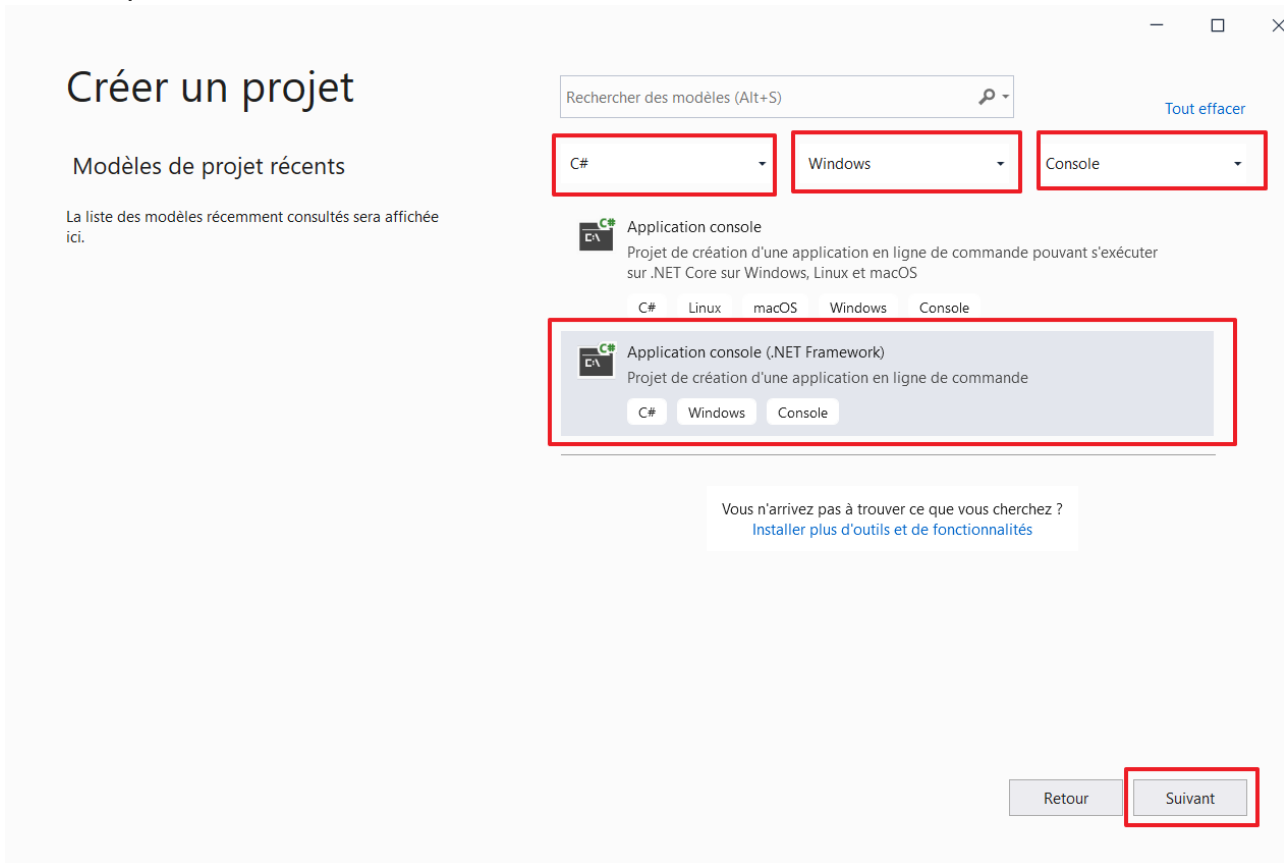 Créer un projet
Rechercher des modèles (Alt+S)
Tout effacer
Modèles de projet récents
C#
Windows
Console
La liste des modèles récemment consultés sera affichée
ici.
C#
C:\
Application console
Projet de création d'une application en ligne de commande pouvant s'exécuter
sur .NET Core sur Windows, Linux et macOS
C# Linux macOS Windows Console
C#
C:\
Application console (.NET Framework)
Projet de création d'une application en ligne de commande
C# Windows Console
Vous n'arrivez pas à trouver ce que vous cherchez ?
Installer plus d'outils et de fonctionnalités
Retour
Suivant